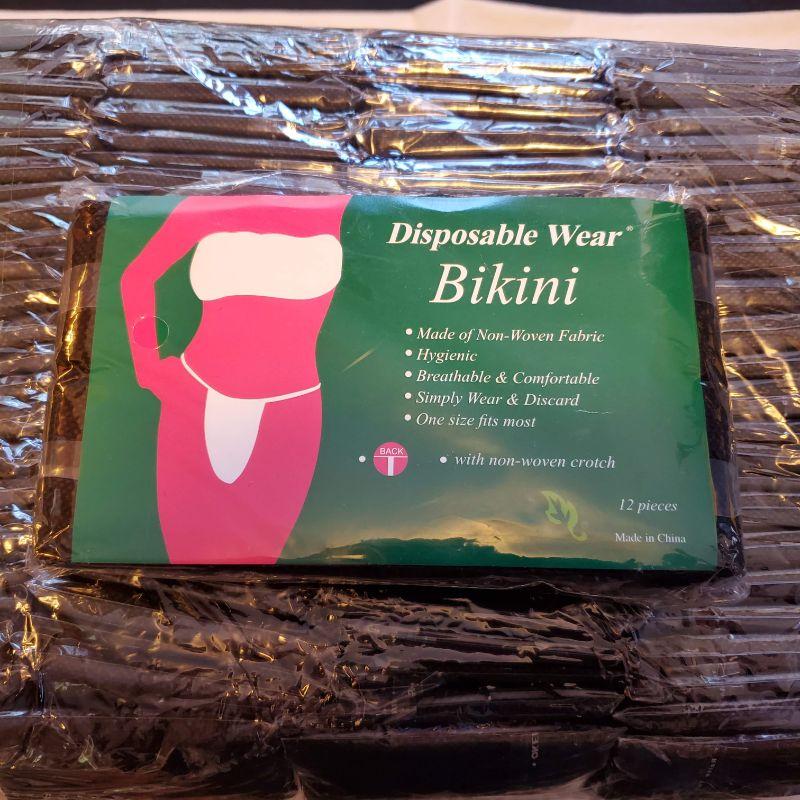 Disposable Wear®
Bikini
• Made of Non-Woven Fabric
• Hygienic
• Breathable & Comfortable
• Simply Wear & Discard
• One size fits most
• BACK • with non-woven crotch
12 pieces
Made in China